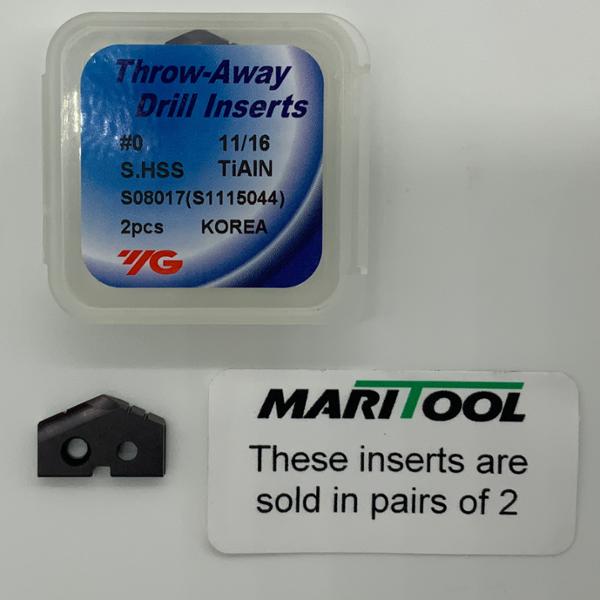 Throw-Away
Drill Inserts
#0 11/16
S.HSS TiAlN
S08017(S1115044)
2pcs KOREA
YG
MARITOOL
These inserts are
sold in pairs of 2